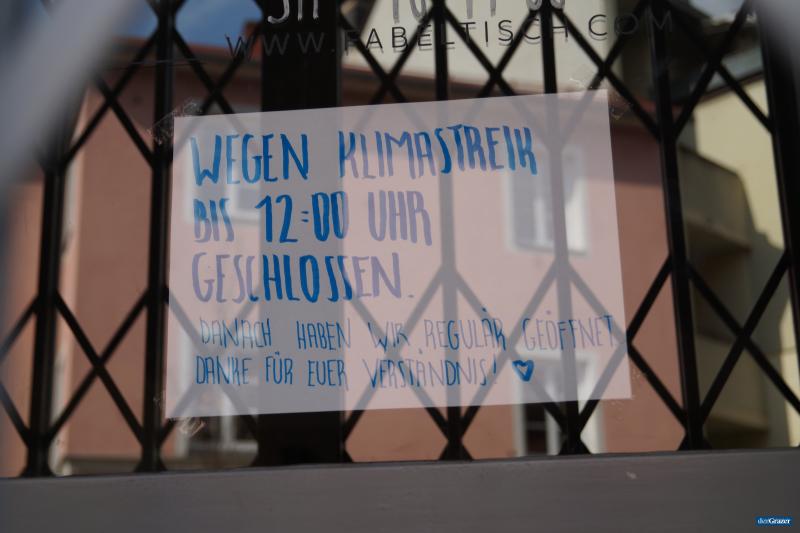 WWW.FABELTISCH.COM
WEGEN KLIMASTREIK
BIS 12:00 UHR
GESCHLOSSEN.
DANACH HABEN WIR REGULÄR GEÖFFNET
DANKE FÜR EUER VERSTÄNDNIS! ♡
derGrazer